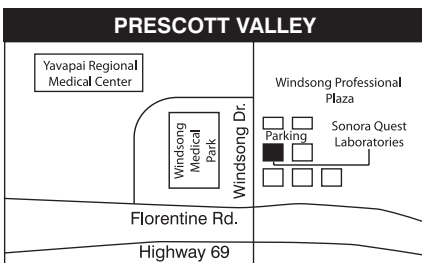 PRESCOTT VALLEY
Yavapai Regional
Medical Center
Windsong Professional
Plaza
Windsong
Medical
Park
Windsong Dr.
Parking
Sonora Quest
Laboratories
Florentine Rd.
Highway 69